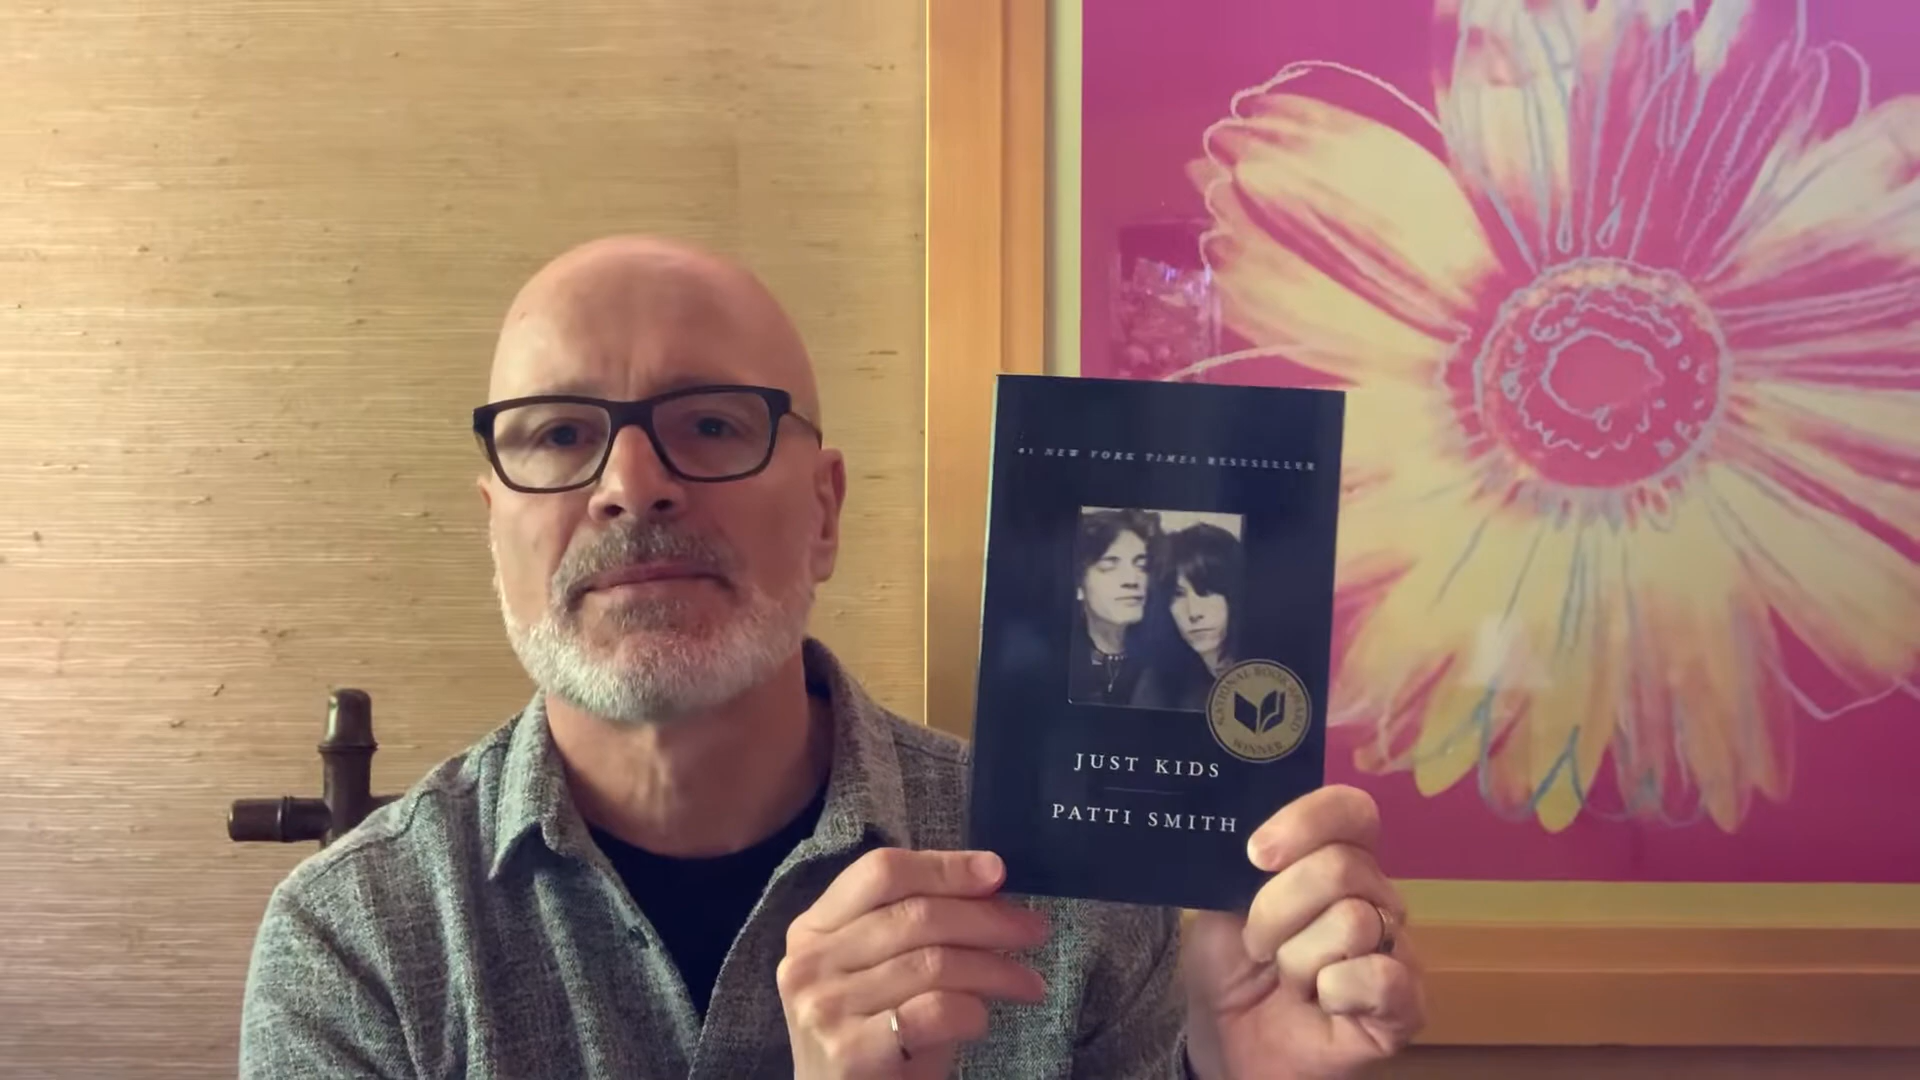 #1 NEW YORK TIMES BESTSELLER
NATIONAL BOOK AWARD
WINNER
JUST KIDS
PATTI SMITH